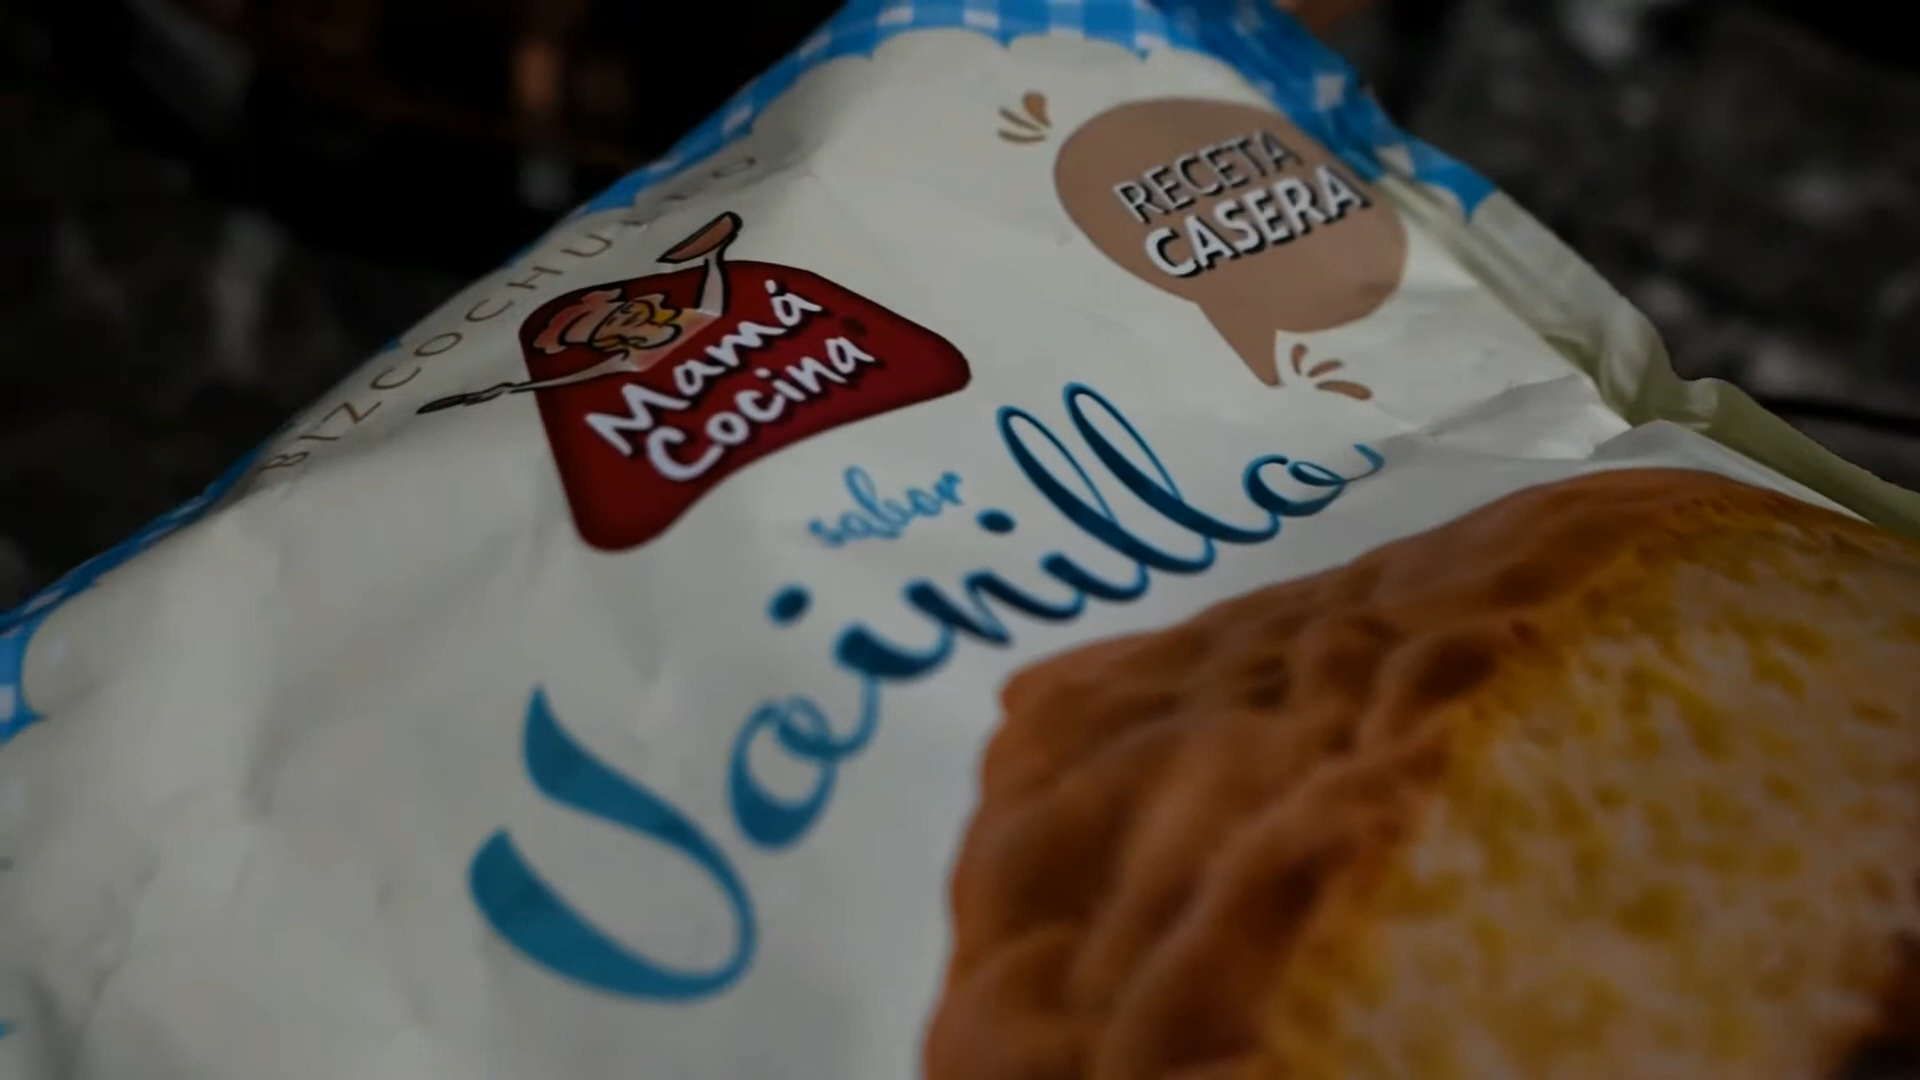 BIZCOCHUELO
Mamá
Cocina
RECETA
CASERA
sabor
Vainilla